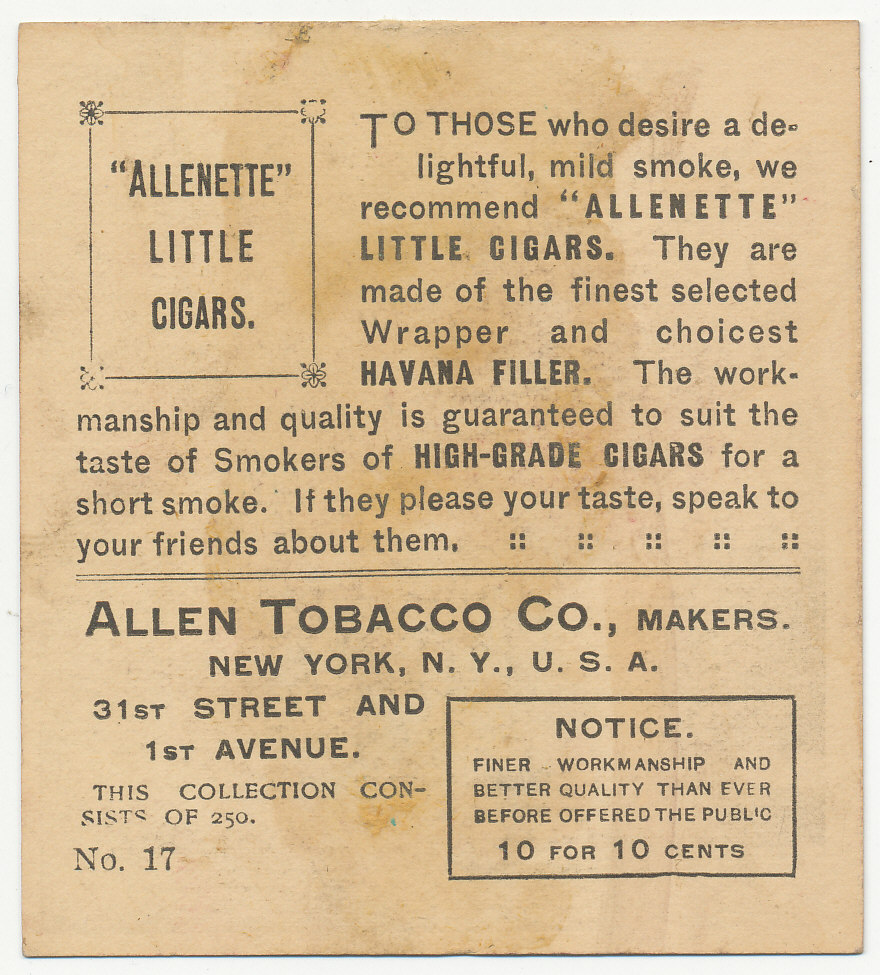 "ALLENETTE"
LITTLE
CIGARS.
TO THOSE who desire a de-
lightful, mild smoke, we
recommend "ALLENETTE"
LITTLE CIGARS. They are
made of the finest selected
Wrapper and choicest
HAVANA FILLER. The work-
manship and quality is guaranteed to suit the
taste of Smokers of HIGH-GRADE CIGARS for a
short smoke. If they please your taste, speak to
your friends about them. :: :: :: :: ::
ALLEN TOBACCO CO., MAKERS.
NEW YORK, N. Y., U. S. A.
31ST STREET AND
1ST AVENUE.
THIS COLLECTION CON-
SISTS OF 250.
No. 17
NOTICE.
FINER WORKMANSHIP AND
BETTER QUALITY THAN EVER
BEFORE OFFERED THE PUBLIC
10 FOR 10 CENTS